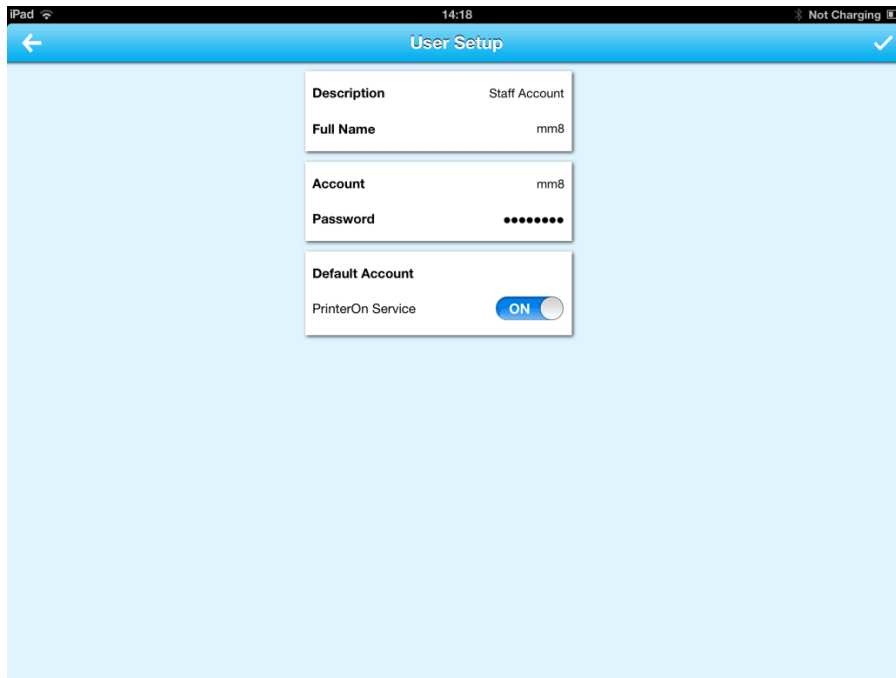 iPad 14:18 Not Charging
User Setup
Description Staff Account
Full Name mm8
Account mm8
Password ••••••••
Default Account
PrinterOn Service ON